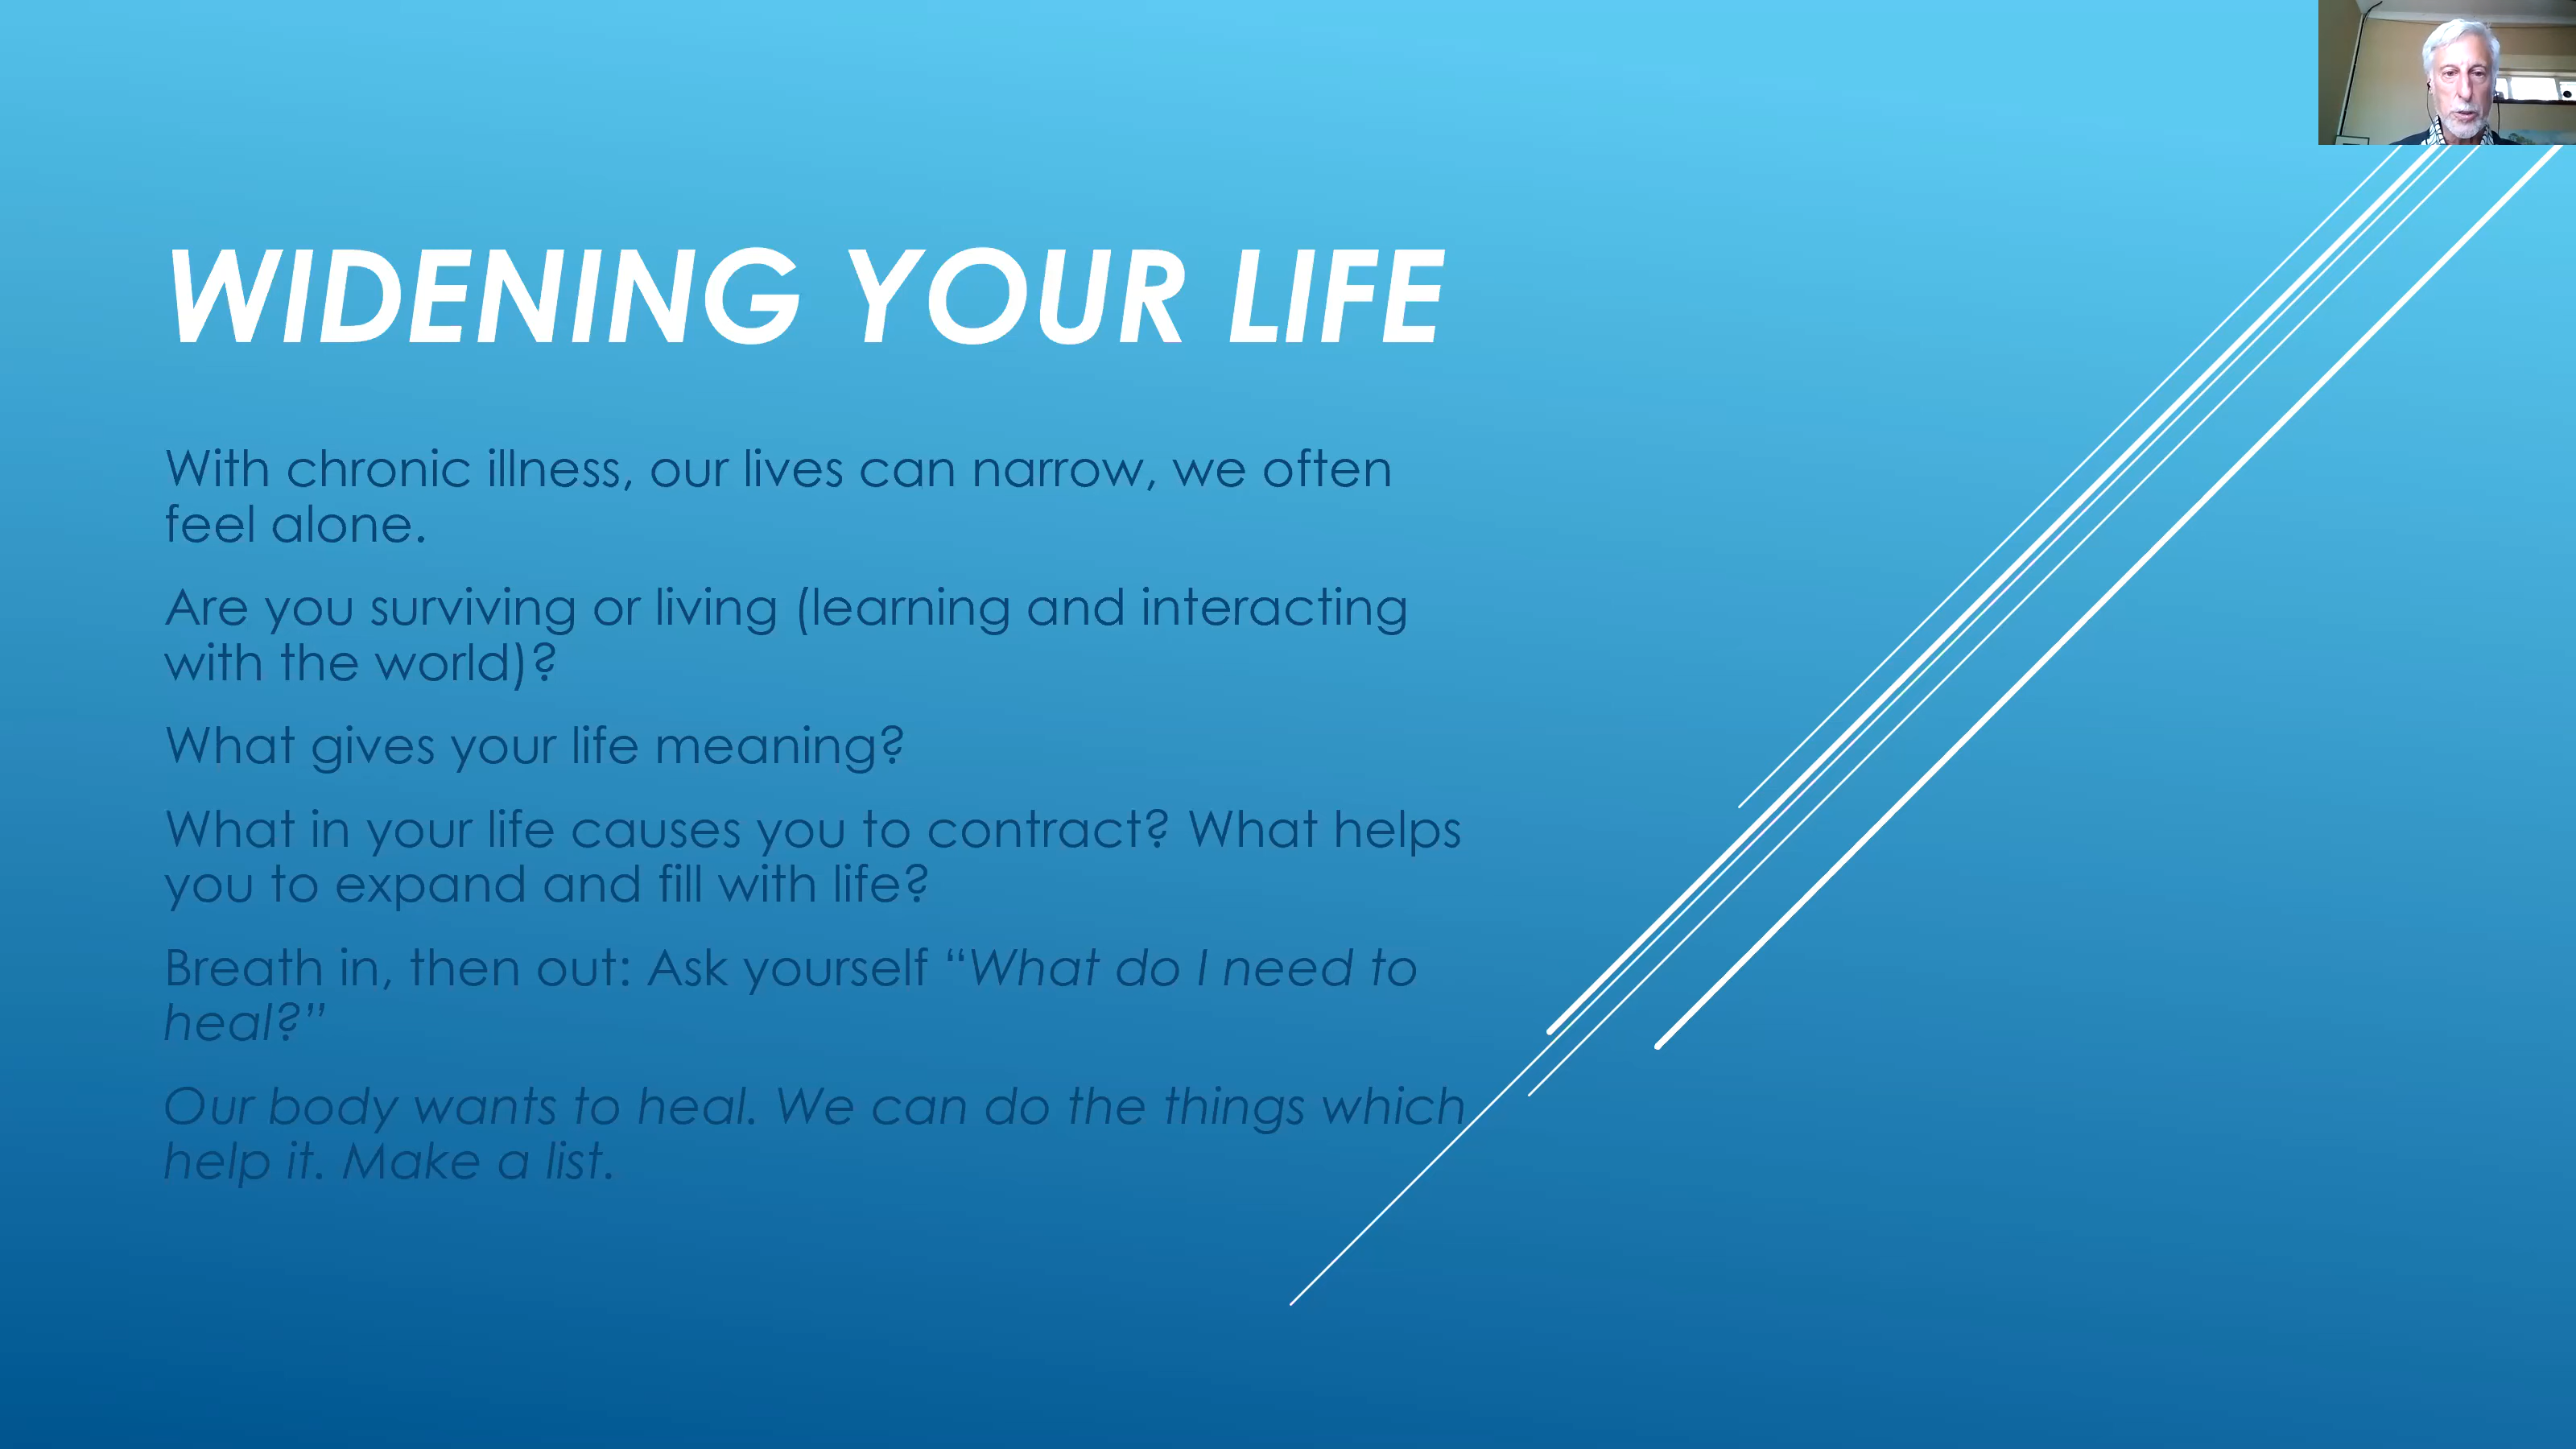 WIDENING YOUR LIFE
With chronic illness, our lives can narrow, we often
feel alone.
Are you surviving or living (learning and interacting
with the world)?
What gives your life meaning?
What in your life causes you to contract? What helps
you to expand and fill with life?
Breath in, then out: Ask yourself “What do I need to
heal?”
Our body wants to heal. We can do the things which
help it. Make a list.